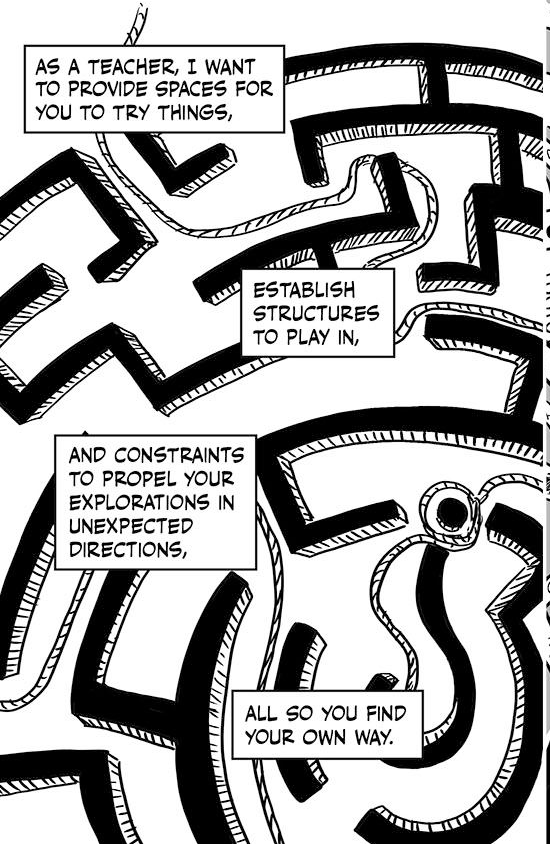 AS A TEACHER, I WANT
TO PROVIDE SPACES FOR
YOU TO TRY THINGS,
ESTABLISH
STRUCTURES
TO PLAY IN,
AND CONSTRAINTS
TO PROPEL YOUR
EXPLORATIONS IN
UNEXPECTED
DIRECTIONS,
ALL SO YOU FIND
YOUR OWN WAY.